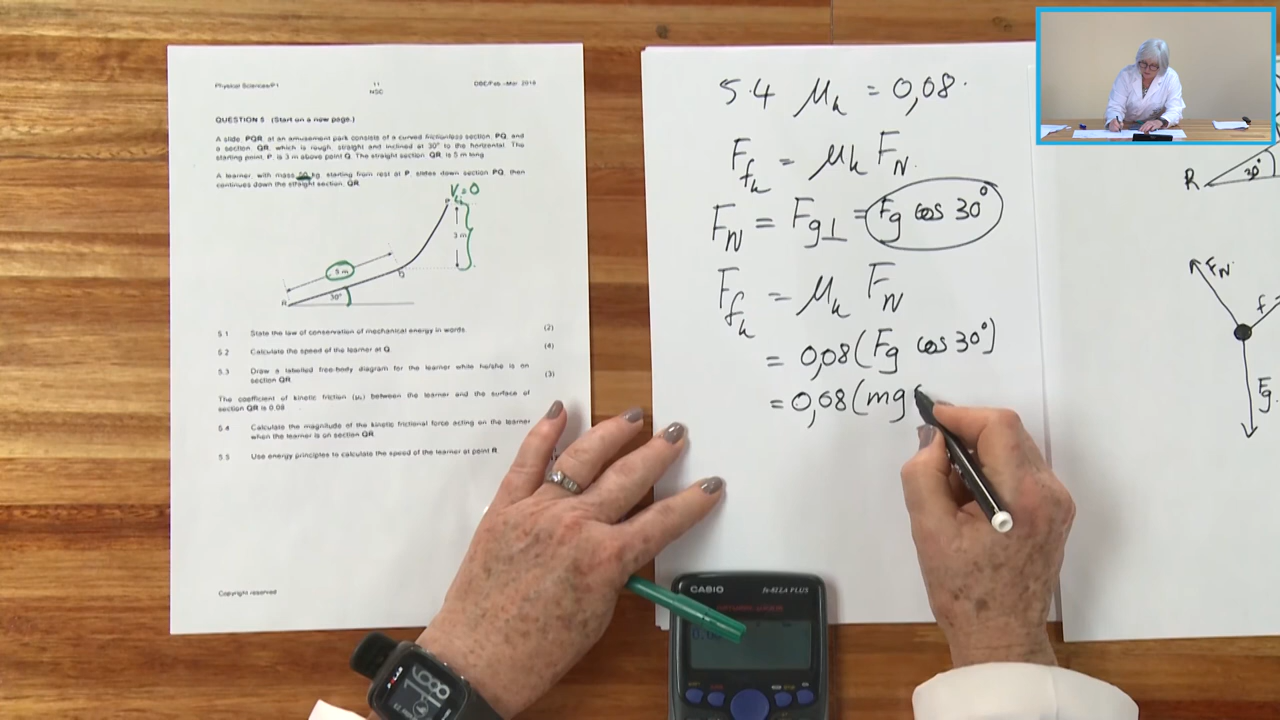 Physical Sciences/P1
11
NSC
DBE/Feb.–Mar. 2016
QUESTION 5 (Start on a new page.)
A slide, PQR, at an amusement park consists of a curved frictionless section, PQ, and
a section, QR, which is rough, straight and inclined at 30° to the horizontal. The
starting point, P, is 3 m above point Q. The straight section, QR, is 5 m long.
A learner, with mass kg, starting from rest at P, slides down section PQ, then
continues down the straight section, QR.
P
3 m
5 m
Q
30°
R
5.1 State the law of conservation of mechanical energy in words. (2)
5.2 Calculate the speed of the learner at Q. (4)
5.3 Draw a labelled free-body diagram for the learner while he/she is on (3)
section QR.
The coefficient of kinetic friction (μk) between the learner and the surface of
section QR is 0,08.
5.4 Calculate the magnitude of the kinetic frictional force acting on the learner
when the learner is on section QR.
5.5 Use energy principles to calculate the speed of the learner at point R.
Copyright reserved
5.4 μk = 0,08.
Ffk = μk FN.
FN = Fg⊥ = Fg cos 30°
Ffk = μk FN
= 0,08(Fg cos 30°)
= 0,08(mg
R 30°
FN
f
Fg
CASIO fx-82ZA PLUS
POLAR